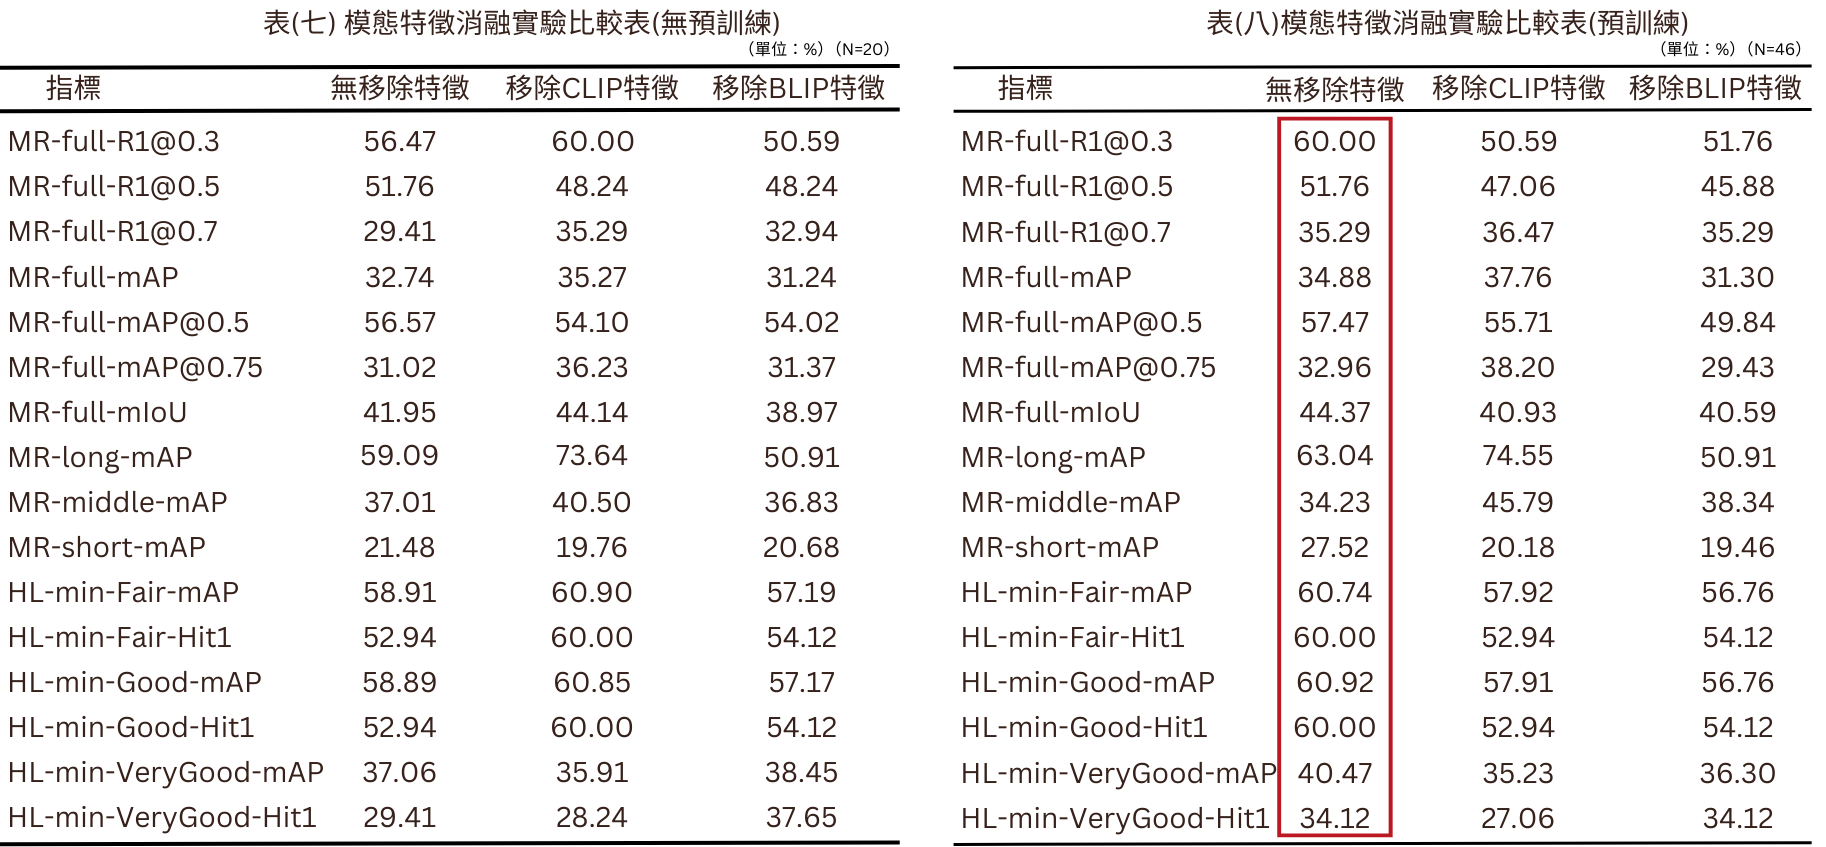 表(七) 模態特徵消融實驗比較表(無預訓練)
（單位：%）（N=20）
指標 無移除特徵 移除CLIP特徵 移除BLIP特徵
MR-full-R1@0.3 56.47 60.00 50.59
MR-full-R1@0.5 51.76 48.24 48.24
MR-full-R1@0.7 29.41 35.29 32.94
MR-full-mAP 32.74 35.27 31.24
MR-full-mAP@0.5 56.57 54.10 54.02
MR-full-mAP@0.75 31.02 36.23 31.37
MR-full-mIoU 41.95 44.14 38.97
MR-long-mAP 59.09 73.64 50.91
MR-middle-mAP 37.01 40.50 36.83
MR-short-mAP 21.48 19.76 20.68
HL-min-Fair-mAP 58.91 60.90 57.19
HL-min-Fair-Hit1 52.94 60.00 54.12
HL-min-Good-mAP 58.89 60.85 57.17
HL-min-Good-Hit1 52.94 60.00 54.12
HL-min-VeryGood-mAP 37.06 35.91 38.45
HL-min-VeryGood-Hit1 29.41 28.24 37.65
表(八)模態特徵消融實驗比較表(預訓練)
（單位：%）（N=46）
指標 無移除特徵 移除CLIP特徵 移除BLIP特徵
MR-full-R1@0.3 60.00 50.59 51.76
MR-full-R1@0.5 51.76 47.06 45.88
MR-full-R1@0.7 35.29 36.47 35.29
MR-full-mAP 34.88 37.76 31.30
MR-full-mAP@0.5 57.47 55.71 49.84
MR-full-mAP@0.75 32.96 38.20 29.43
MR-full-mIoU 44.37 40.93 40.59
MR-long-mAP 63.04 74.55 50.91
MR-middle-mAP 34.23 45.79 38.34
MR-short-mAP 27.52 20.18 19.46
HL-min-Fair-mAP 60.74 57.92 56.76
HL-min-Fair-Hit1 60.00 52.94 54.12
HL-min-Good-mAP 60.92 57.91 56.76
HL-min-Good-Hit1 60.00 52.94 54.12
HL-min-VeryGood-mAP 40.47 35.23 36.30
HL-min-VeryGood-Hit1 34.12 27.06 34.12